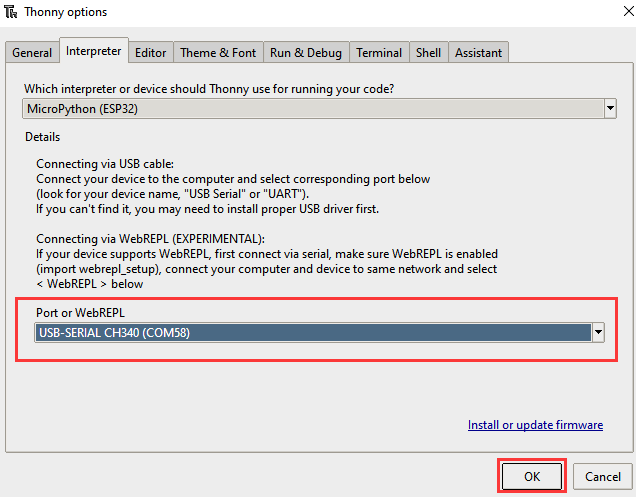 Thonny options
General Interpreter Editor Theme & Font Run & Debug Terminal Shell Assistant
Which interpreter or device should Thonny use for running your code?
MicroPython (ESP32)
Details
Connecting via USB cable:
Connect your device to the computer and select corresponding port below
(look for your device name, "USB Serial" or "UART").
If you can't find it, you may need to install proper USB driver first.
Connecting via WebREPL (EXPERIMENTAL):
If your device supports WebREPL, first connect via serial, make sure WebREPL is enabled
(import webrepl_setup), connect your computer and device to same network and select
< WebREPL > below
Port or WebREPL
USB-SERIAL CH340 (COM58)
Install or update firmware
OK Cancel